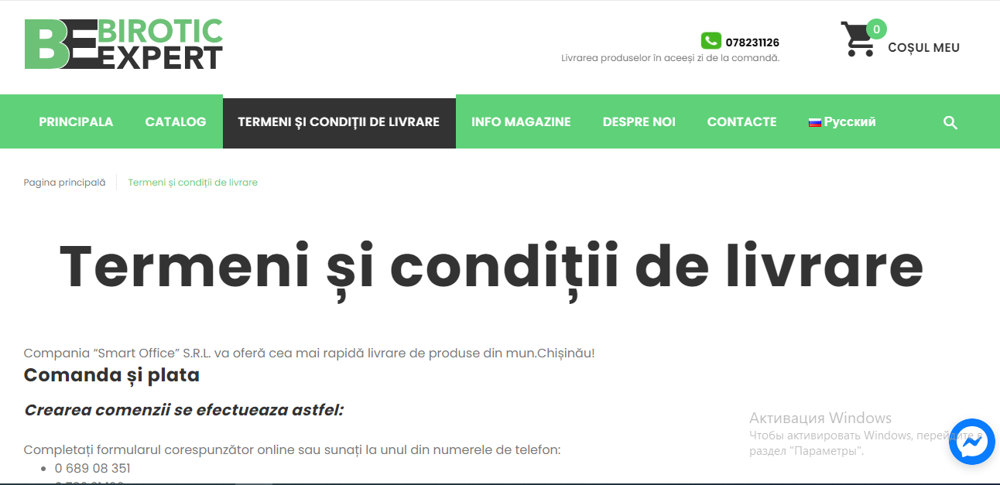 BE BIROTIC
EXPERT
078231126
Livrarea produselor în aceeși zi de la comandă.
0
COȘUL MEU
PRINCIPALA
CATALOG
TERMENI ȘI CONDIȚII DE LIVRARE
INFO MAGAZINE
DESPRE NOI
CONTACTE
Русский
Pagina principală
Termeni și condiții de livrare
Termeni și condiții de livrare
Compania “Smart Office” S.R.L. va oferă cea mai rapidă livrare de produse din mun.Chișinău!
Comanda și plata
Crearea comenzii se efectueaza astfel:
Completați formularul corespunzător online sau sunați la unul din numerele de telefon:
0 689 08 351
Активация Windows
Чтобы активировать Windows, перейдите в
раздел "Параметры".